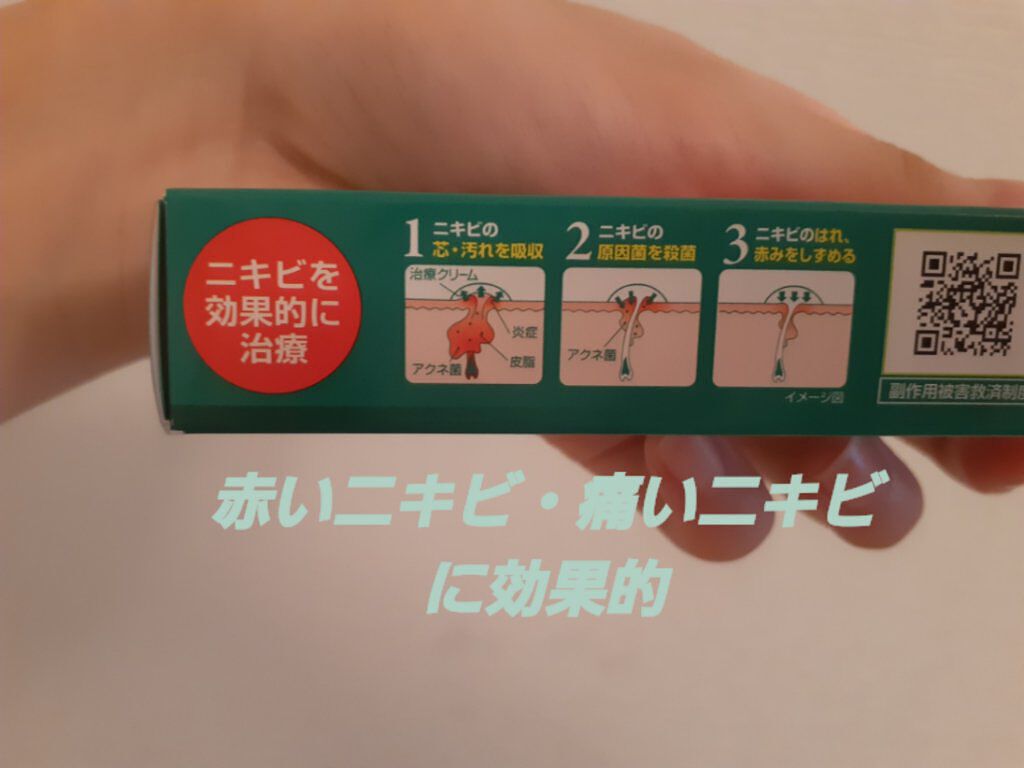 ニキビを
効果的に
治療
1 ニキビの
芯・汚れを吸収
治療クリーム
炎症
皮脂
アクネ菌
2 ニキビの
原因菌を殺菌
アクネ菌
3 ニキビのはれ、
赤みをしずめる
イメージ図
副作用被害救済制度
赤いニキビ・痛いニキビ
に効果的